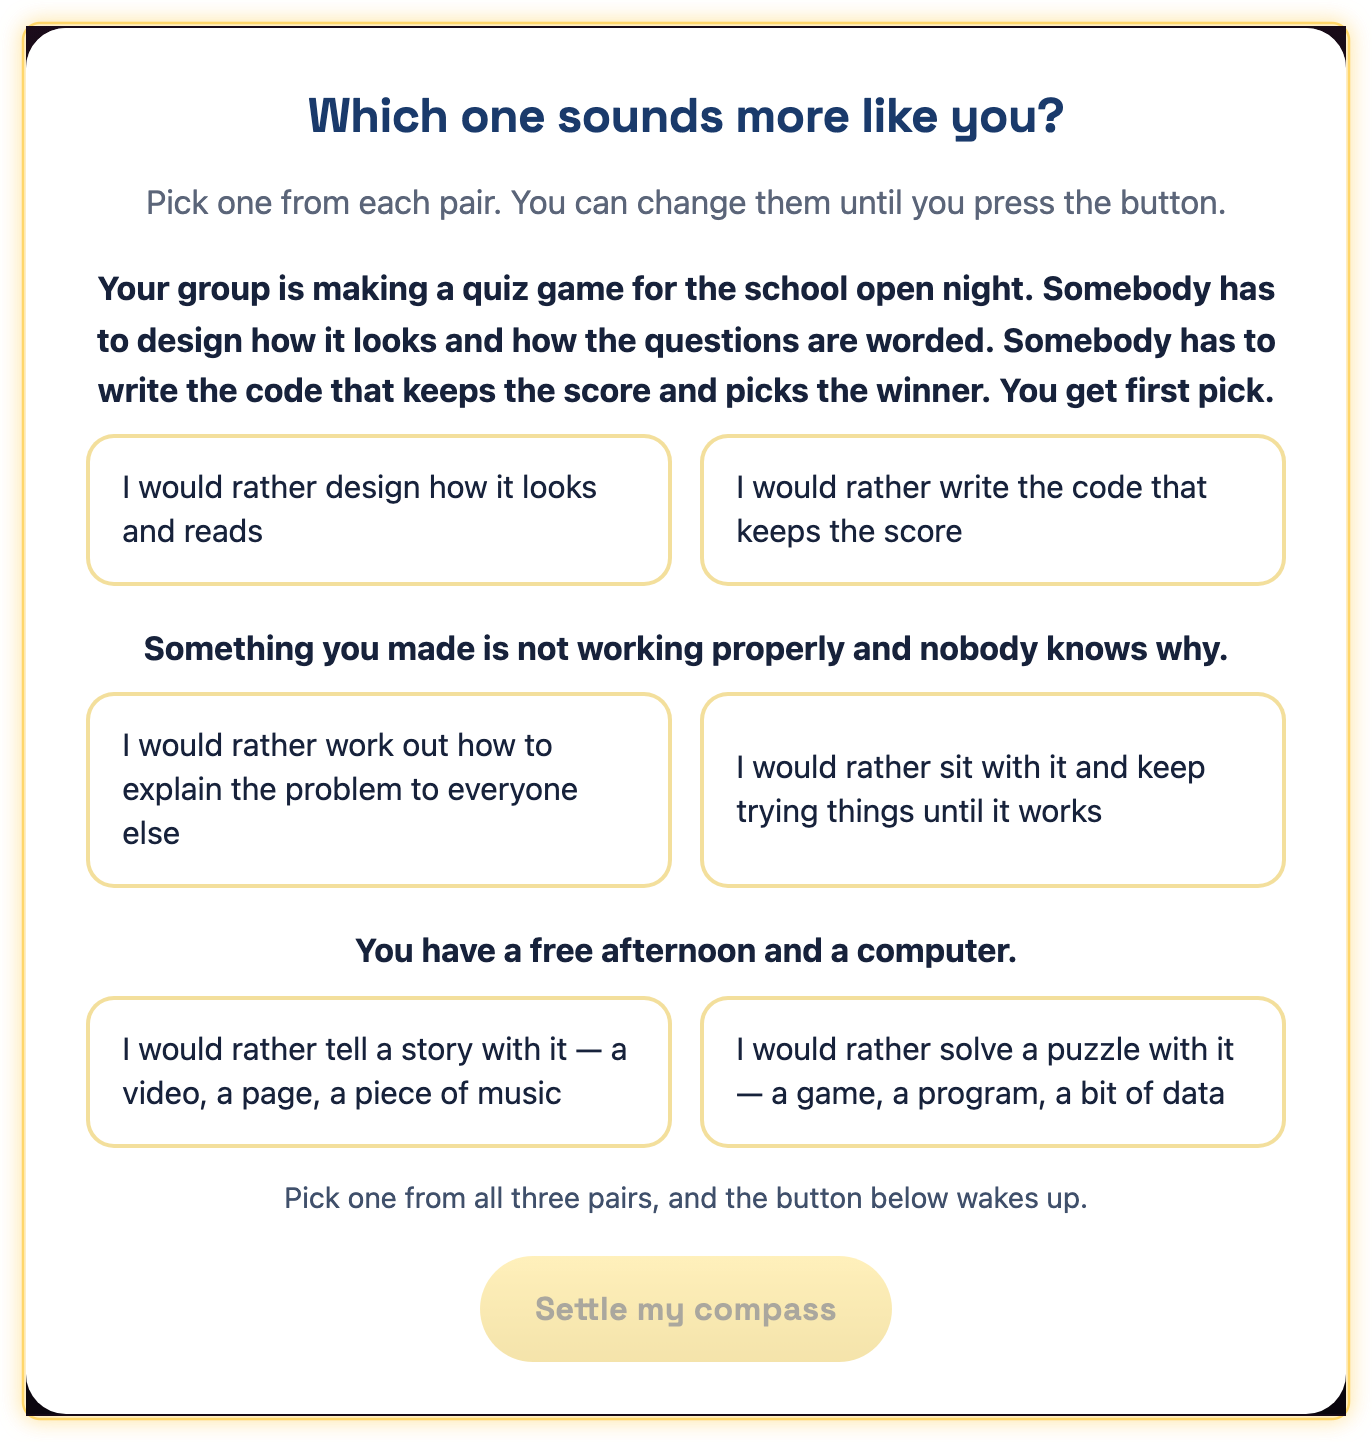 Which one sounds more like you?
Pick one from each pair. You can change them until you press the button.
Your group is making a quiz game for the school open night. Somebody has
to design how it looks and how the questions are worded. Somebody has to
write the code that keeps the score and picks the winner. You get first pick.
I would rather design how it looks
and reads
I would rather write the code that
keeps the score
Something you made is not working properly and nobody knows why.
I would rather work out how to
explain the problem to everyone
else
I would rather sit with it and keep
trying things until it works
You have a free afternoon and a computer.
I would rather tell a story with it — a
video, a page, a piece of music
I would rather solve a puzzle with it
— a game, a program, a bit of data
Pick one from all three pairs, and the button below wakes up.
Settle my compass